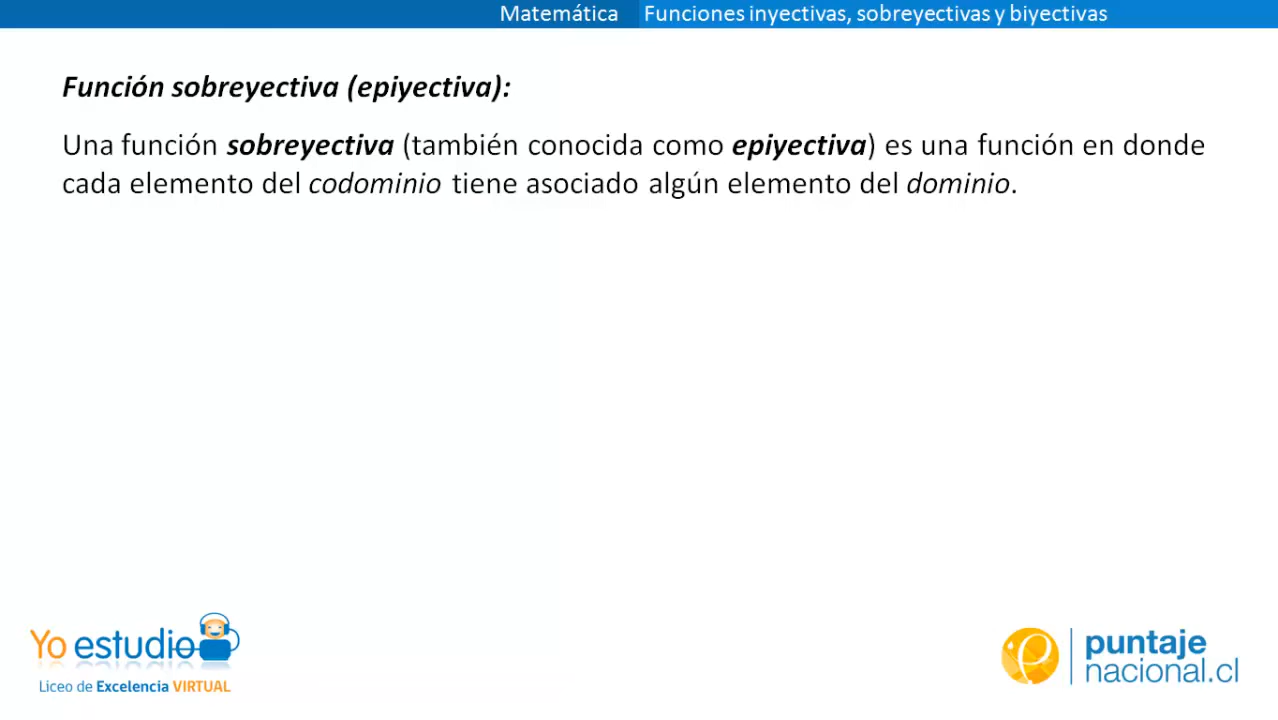 Matemática Funciones inyectivas, sobreyectivas y biyectivas
Función sobreyectiva (epiyectiva):
Una función sobreyectiva (también conocida como epiyectiva) es una función en donde
cada elemento del codominio tiene asociado algún elemento del dominio.
Yo estudio
Liceo de Excelencia VIRTUAL
puntaje
nacional.cl